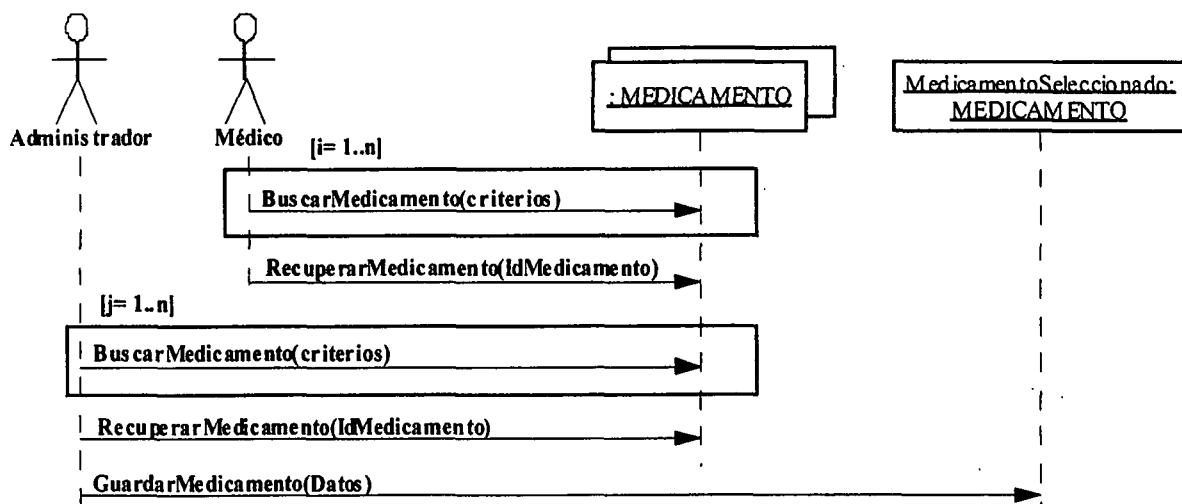 : MEDICAMENTO
MedicamentoSeleccionado:
MEDICAMENTO
Administrador
Médico
[i= 1..n]
BuscarMedicamento(criterios)
RecuperarMedicamento(IdMedicamento)
[j= 1..n]
BuscarMedicamento(criterios)
RecuperarMedicamento(IdMedicamento)
GuardarMedicamento(Datos)